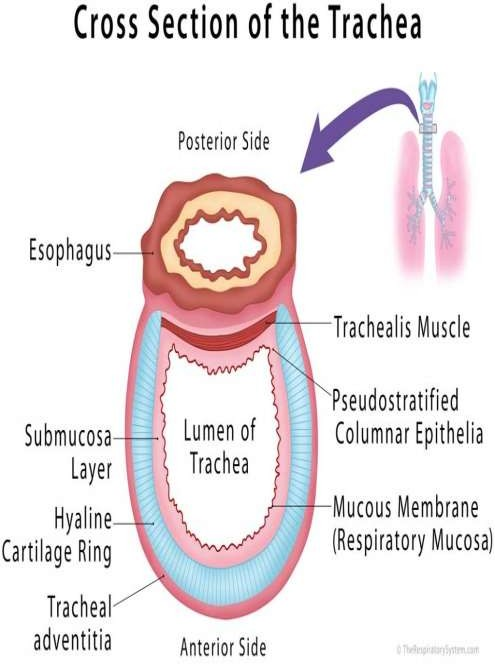 Cross Section of the Trachea
Posterior Side
Esophagus
Trachealis Muscle
Pseudostratified
Columnar Epithelia
Lumen of
Trachea
Submucosa
Layer
Hyaline
Cartilage Ring
Mucous Membrane
(Respiratory Mucosa)
Tracheal
adventitia
Anterior Side
© TheRespiratorySystem.com